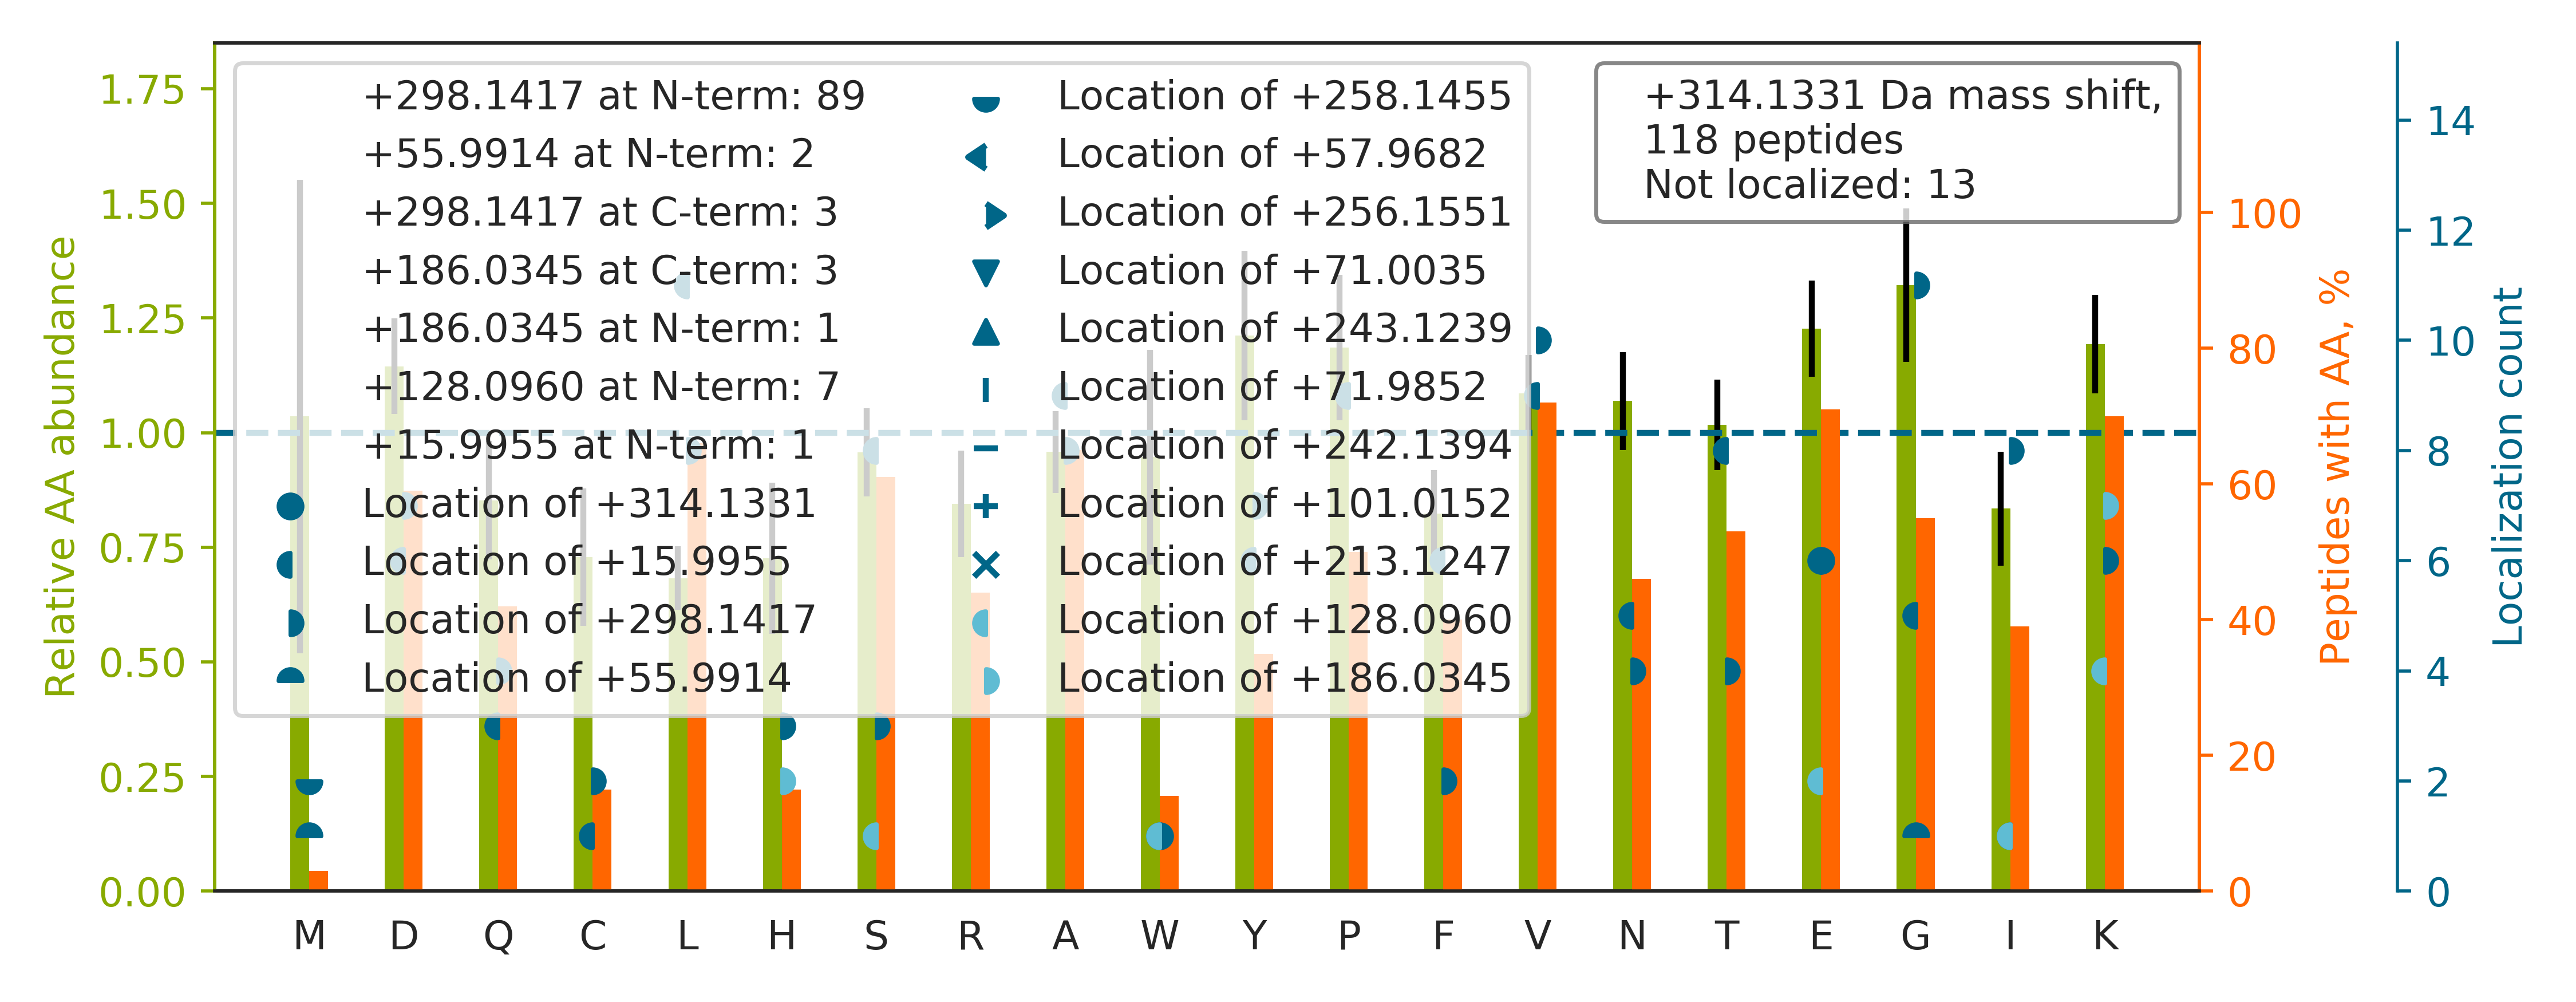 Relative AA abundance
1.75
1.50
1.25
1.00
0.75
0.50
0.25
0.00
+298.1417 at N-term: 89
+55.9914 at N-term: 2
+298.1417 at C-term: 3
+186.0345 at C-term: 3
+186.0345 at N-term: 1
+128.0960 at N-term: 7
+15.9955 at N-term: 1
Location of +314.1331
Location of +15.9955
Location of +298.1417
Location of +55.9914
Location of +258.1455
Location of +57.9682
Location of +256.1551
Location of +71.0035
Location of +243.1239
Location of +71.9852
Location of +242.1394
Location of +101.0152
Location of +213.1247
Location of +128.0960
Location of +186.0345
+314.1331 Da mass shift,
118 peptides
Not localized: 13
M D Q C L H S R A W Y P F V N T E G I K
100
80
60
40
20
0
Peptides with AA, %
14
12
10
8
6
4
2
0
Localization count